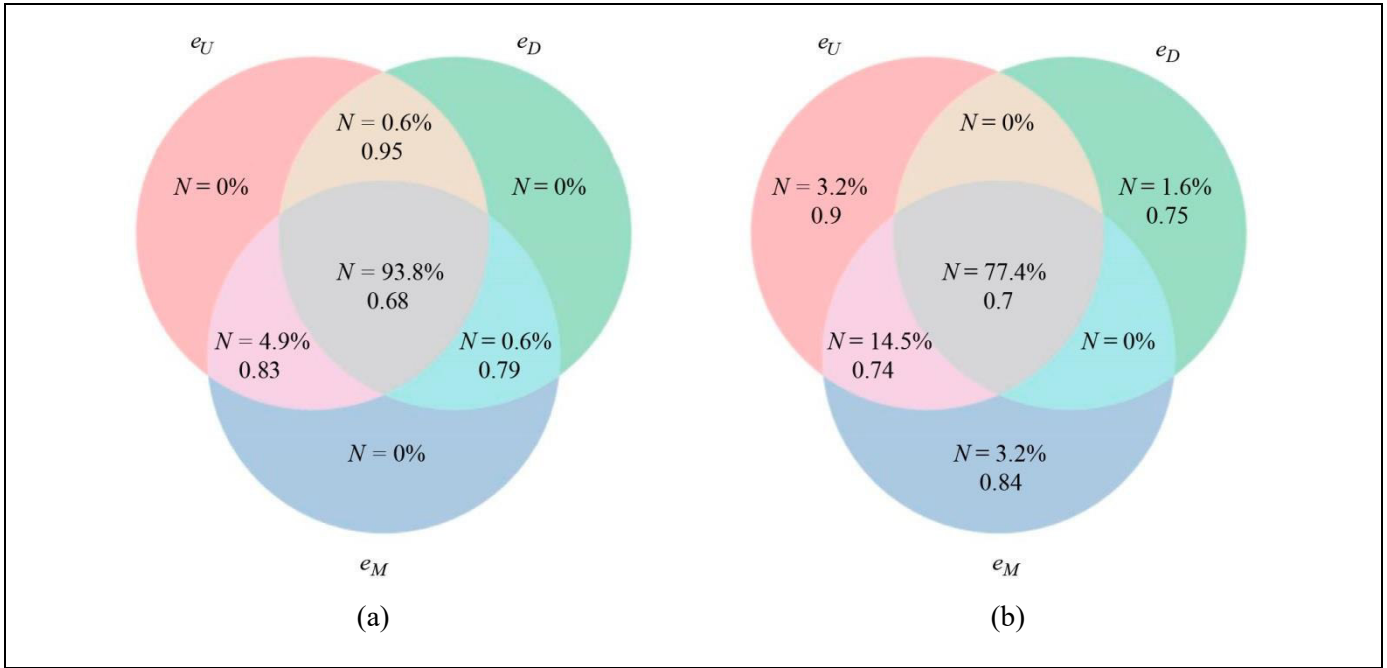 e_U
e_D
N = 0.6%
0.95
N = 0%
N = 0%
N = 93.8%
0.68
N = 4.9%
0.83
N = 0.6%
0.79
N = 0%
e_M
(a)
e_U
e_D
N = 0%
N = 3.2%
0.9
N = 1.6%
0.75
N = 77.4%
0.7
N = 14.5%
0.74
N = 0%
N = 3.2%
0.84
e_M
(b)